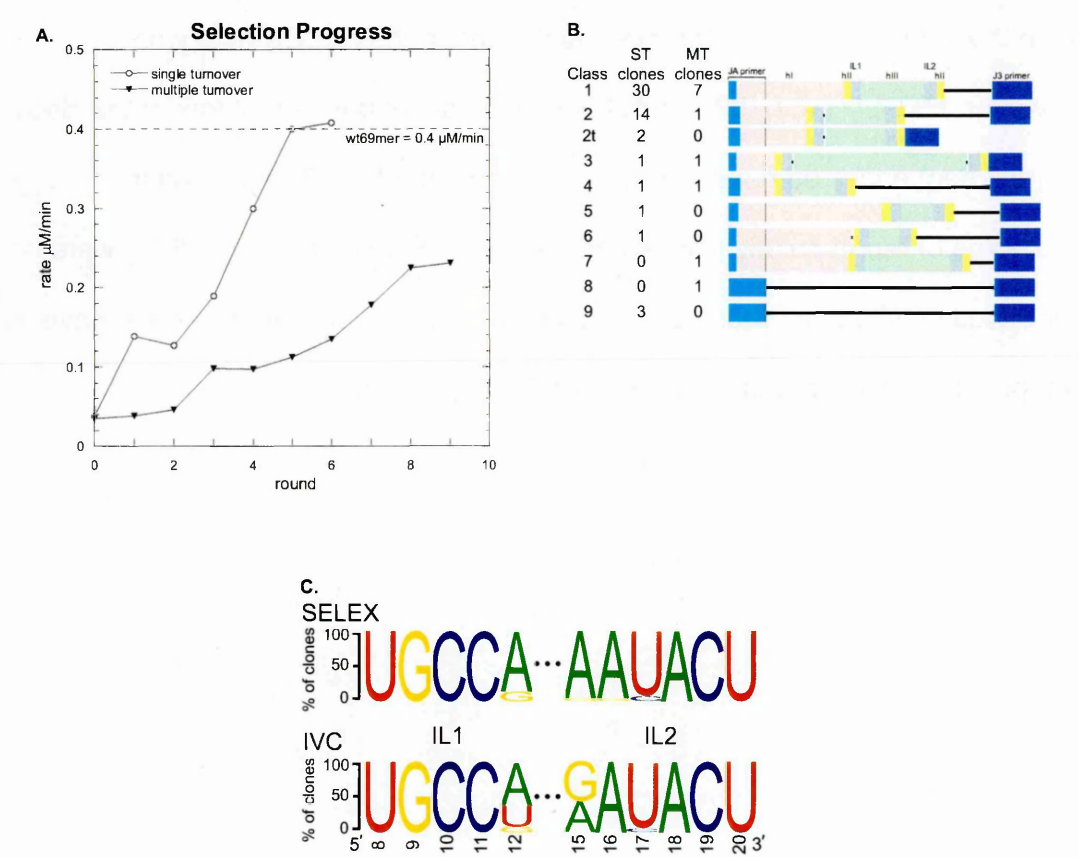 A.
Selection Progress
0.5
single turnover
multiple turnover
0.4
wt69mer = 0.4 µM/min
0.3
rate µM/min
0.2
0.1
0
0 2 4 6 8 10
round
B.
ST MT
Class clones clones
JA primer hI hII IL1 hIII IL2 hII J3 primer
1 30 7
2 14 1
2t 2 0
3 1 1
4 1 1
5 1 0
6 1 0
7 0 1
8 0 1
9 3 0
C.
SELEX
% of clones
100
50
0
UGCCA...AAUACU
IVC IL1 IL2
% of clones
100
50
0
UGCCA...GAUACU
U A
G
5' 8 9 10 11 12 15 16 17 18 19 20 3'